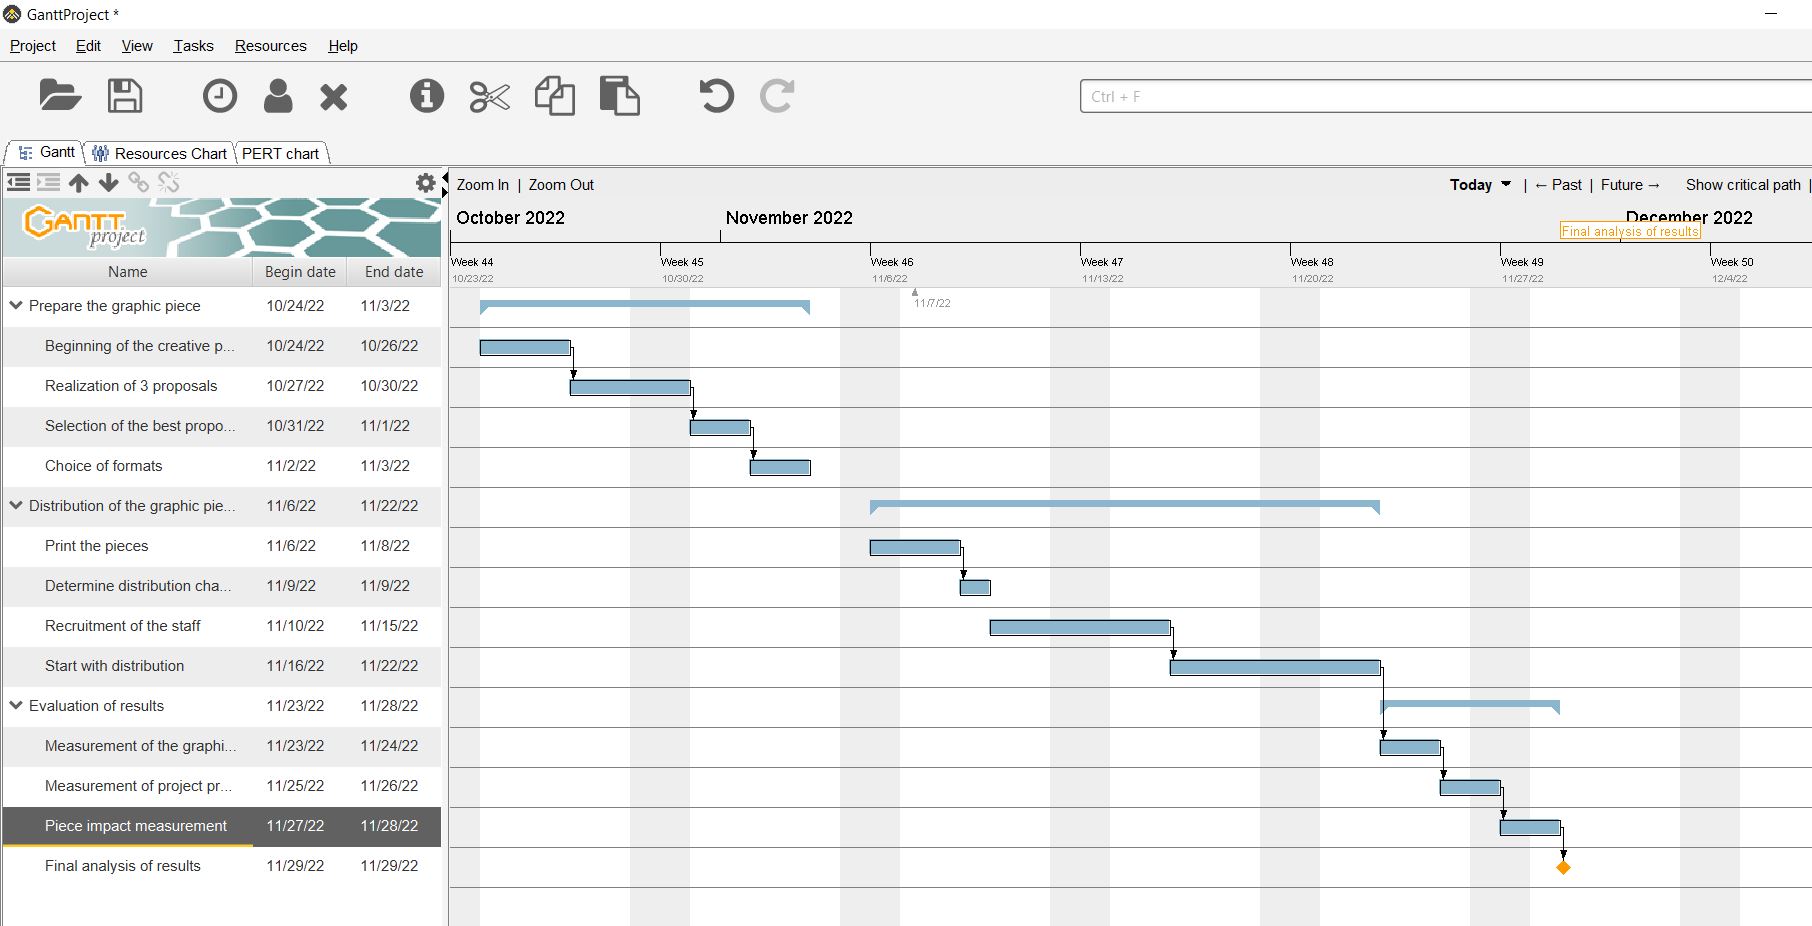 GanttProject *
Project Edit View Tasks Resources Help
Ctrl + F
Gantt Resources Chart PERT chart
Zoom In | Zoom Out Today | ← Past | Future → Show critical path |
GANTT project
October 2022 November 2022 December 2022
Final analysis of results
Week 44 Week 45 Week 46 Week 47 Week 48 Week 49 Week 50
10/23/22 10/30/22 11/6/22 11/13/22 11/20/22 11/27/22 12/4/22
Name Begin date End date
11/7/22
Prepare the graphic piece 10/24/22 11/3/22
Beginning of the creative p... 10/24/22 10/26/22
Realization of 3 proposals 10/27/22 10/30/22
Selection of the best propo... 10/31/22 11/1/22
Choice of formats 11/2/22 11/3/22
Distribution of the graphic pie... 11/6/22 11/22/22
Print the pieces 11/6/22 11/8/22
Determine distribution cha... 11/9/22 11/9/22
Recruitment of the staff 11/10/22 11/15/22
Start with distribution 11/16/22 11/22/22
Evaluation of results 11/23/22 11/28/22
Measurement of the graphi... 11/23/22 11/24/22
Measurement of project pr... 11/25/22 11/26/22
Piece impact measurement 11/27/22 11/28/22
Final analysis of results 11/29/22 11/29/22